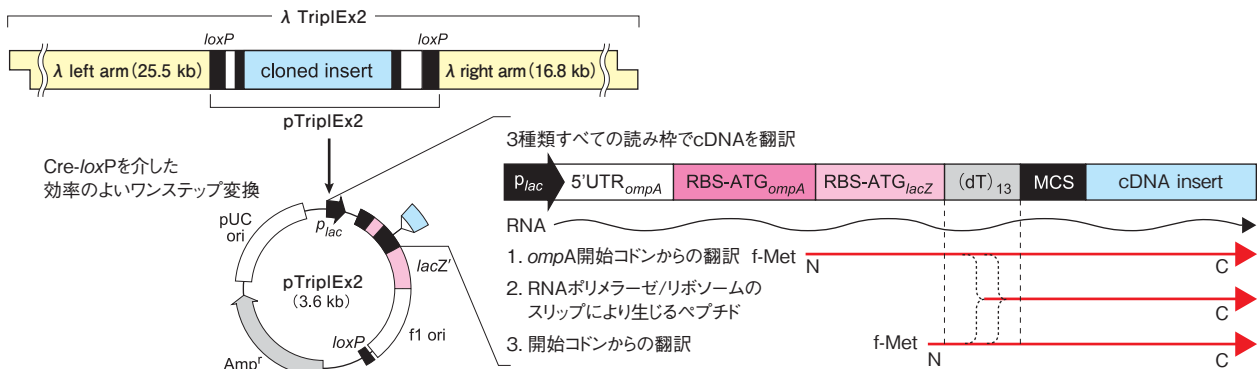 λ TriplEx2
loxP
loxP
λ left arm (25.5 kb)
cloned insert
λ right arm (16.8 kb)
pTriplEx2
Cre-loxPを介した
効率のよいワンステップ変換
pUC
ori
plac
lacZ'
pTriplEx2
(3.6 kb)
loxP
f1 ori
Ampr
3種類すべての読み枠でcDNAを翻訳
plac
5'UTRompA
RBS-ATGompA
RBS-ATGlacZ
(dT)13
MCS
cDNA insert
RNA
1. ompA開始コドンからの翻訳 f-Met
N
C
2. RNAポリメラーゼ/リボソームの
スリップにより生じるペプチド
C
3. 開始コドンからの翻訳
f-Met
N
C